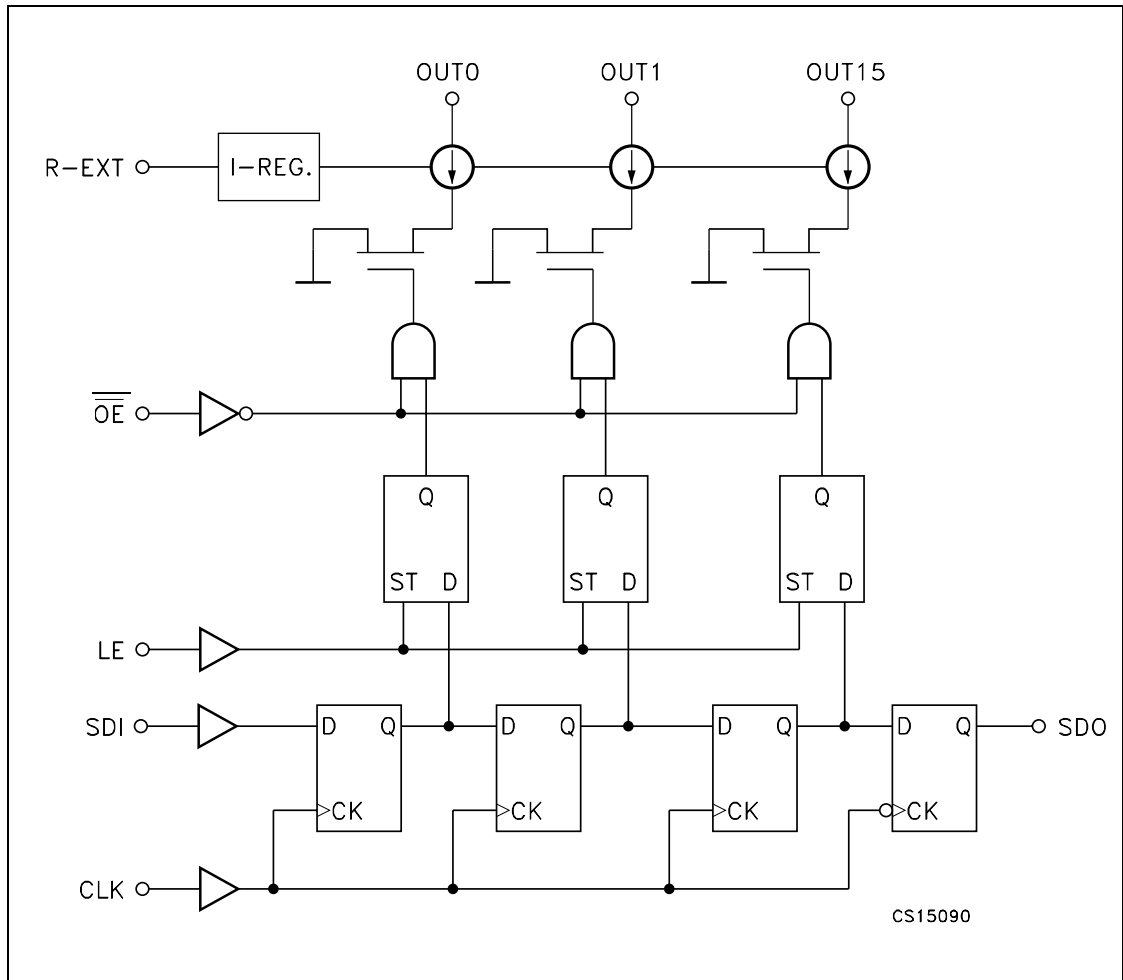 OUT0 OUT1 OUT15
R-EXT I-REG.
OE
Q Q Q
ST D ST D ST D
LE
SDI D Q D Q D Q D Q SDO
CK CK CK CK
CLK
CS15090